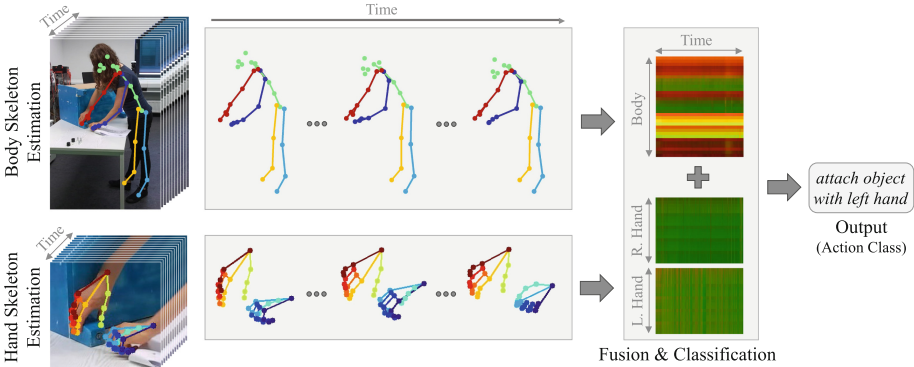 Time
Body Skeleton
Estimation
Time
Time
Body
R. Hand
L. Hand
attach object
with left hand
Output
(Action Class)
Time
Hand Skeleton
Estimation
Fusion & Classification